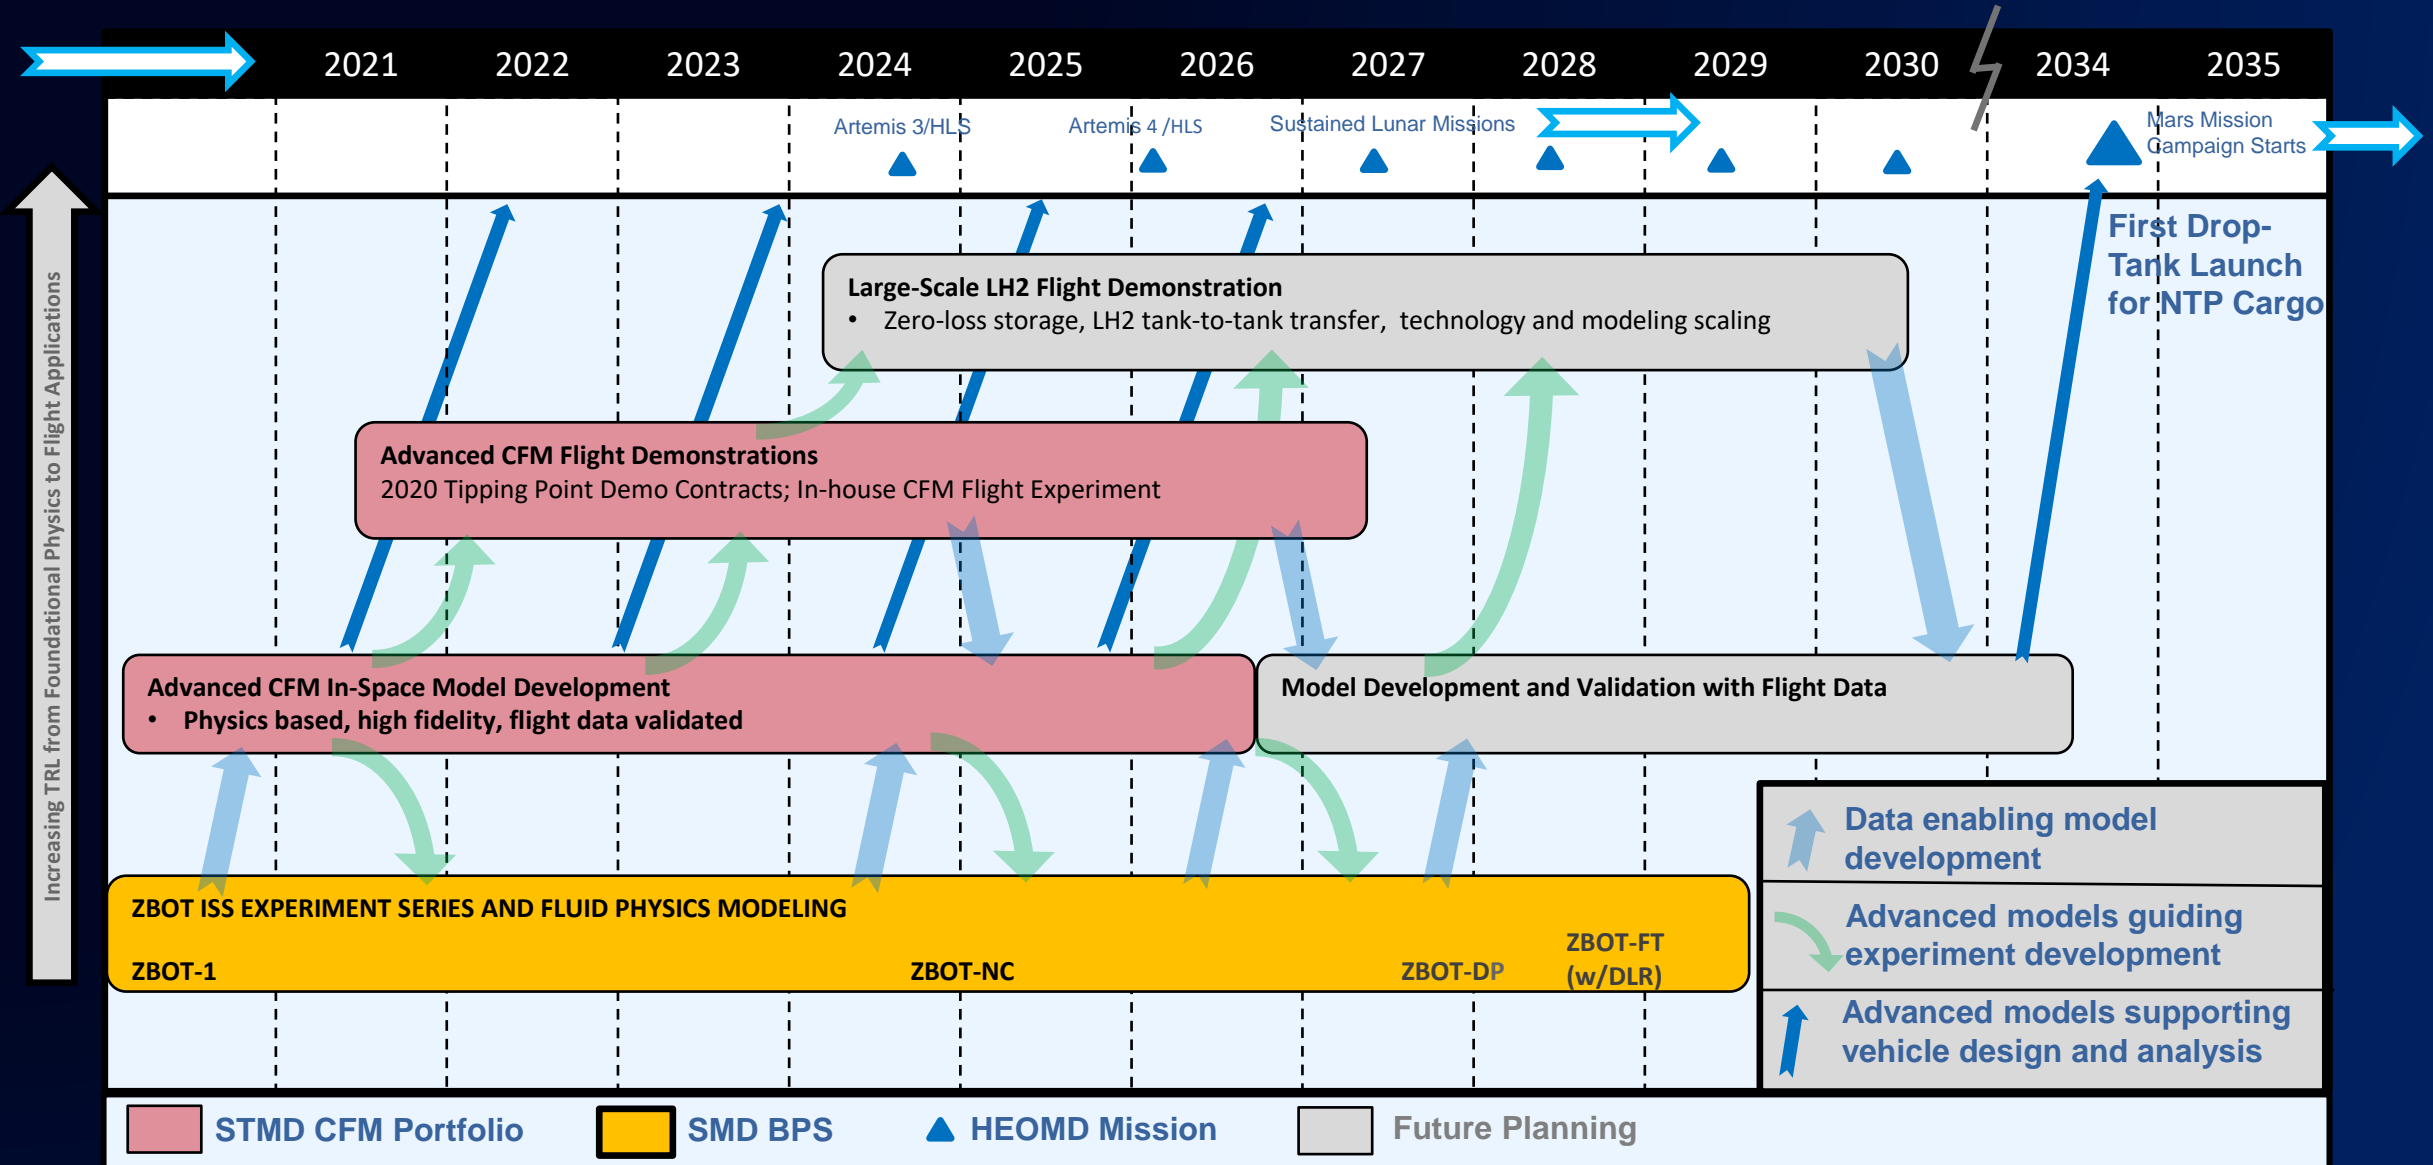 2021 2022 2023 2024 2025 2026 2027 2028 2029 2030 2034 2035
Artemis 3/HLS
Artemis 4 /HLS
Sustained Lunar Missions
Mars Mission
Campaign Starts
First Drop-
Tank Launch
for NTP Cargo
Increasing TRL from Foundational Physics to Flight Applications
Large-Scale LH2 Flight Demonstration
• Zero-loss storage, LH2 tank-to-tank transfer, technology and modeling scaling
Advanced CFM Flight Demonstrations
2020 Tipping Point Demo Contracts; In-house CFM Flight Experiment
Advanced CFM In-Space Model Development
• Physics based, high fidelity, flight data validated
Model Development and Validation with Flight Data
ZBOT ISS EXPERIMENT SERIES AND FLUID PHYSICS MODELING
ZBOT-1
ZBOT-NC
ZBOT-DP
ZBOT-FT
(w/DLR)
Data enabling model
development
Advanced models guiding
experiment development
Advanced models supporting
vehicle design and analysis
STMD CFM Portfolio
SMD BPS
HEOMD Mission
Future Planning